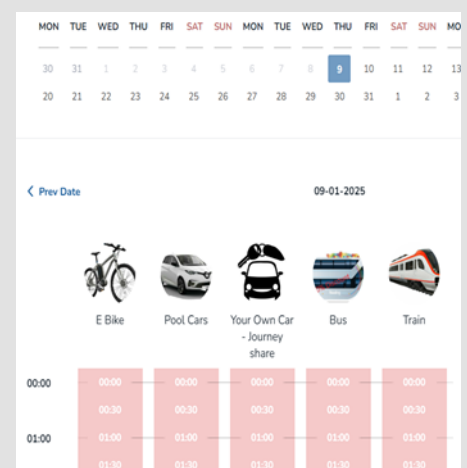 MON TUE WED THU FRI SAT SUN MON TUE WED THU FRI SAT SUN MO
30 31 1 2 3 4 5 6 7 8 9 10 11 12 13
20 21 22 23 24 25 26 27 28 29 30 31 1 2 3
Prev Date 09-01-2025
E Bike Pool Cars Your Own Car Bus Train
- Journey
share
00:00 00:00 00:00 00:00 00:00 00:00
00:30 00:30 00:30 00:30 00:30
01:00 01:00 01:00 01:00 01:00 01:00
01:30 01:30 01:30 01:30 01:30